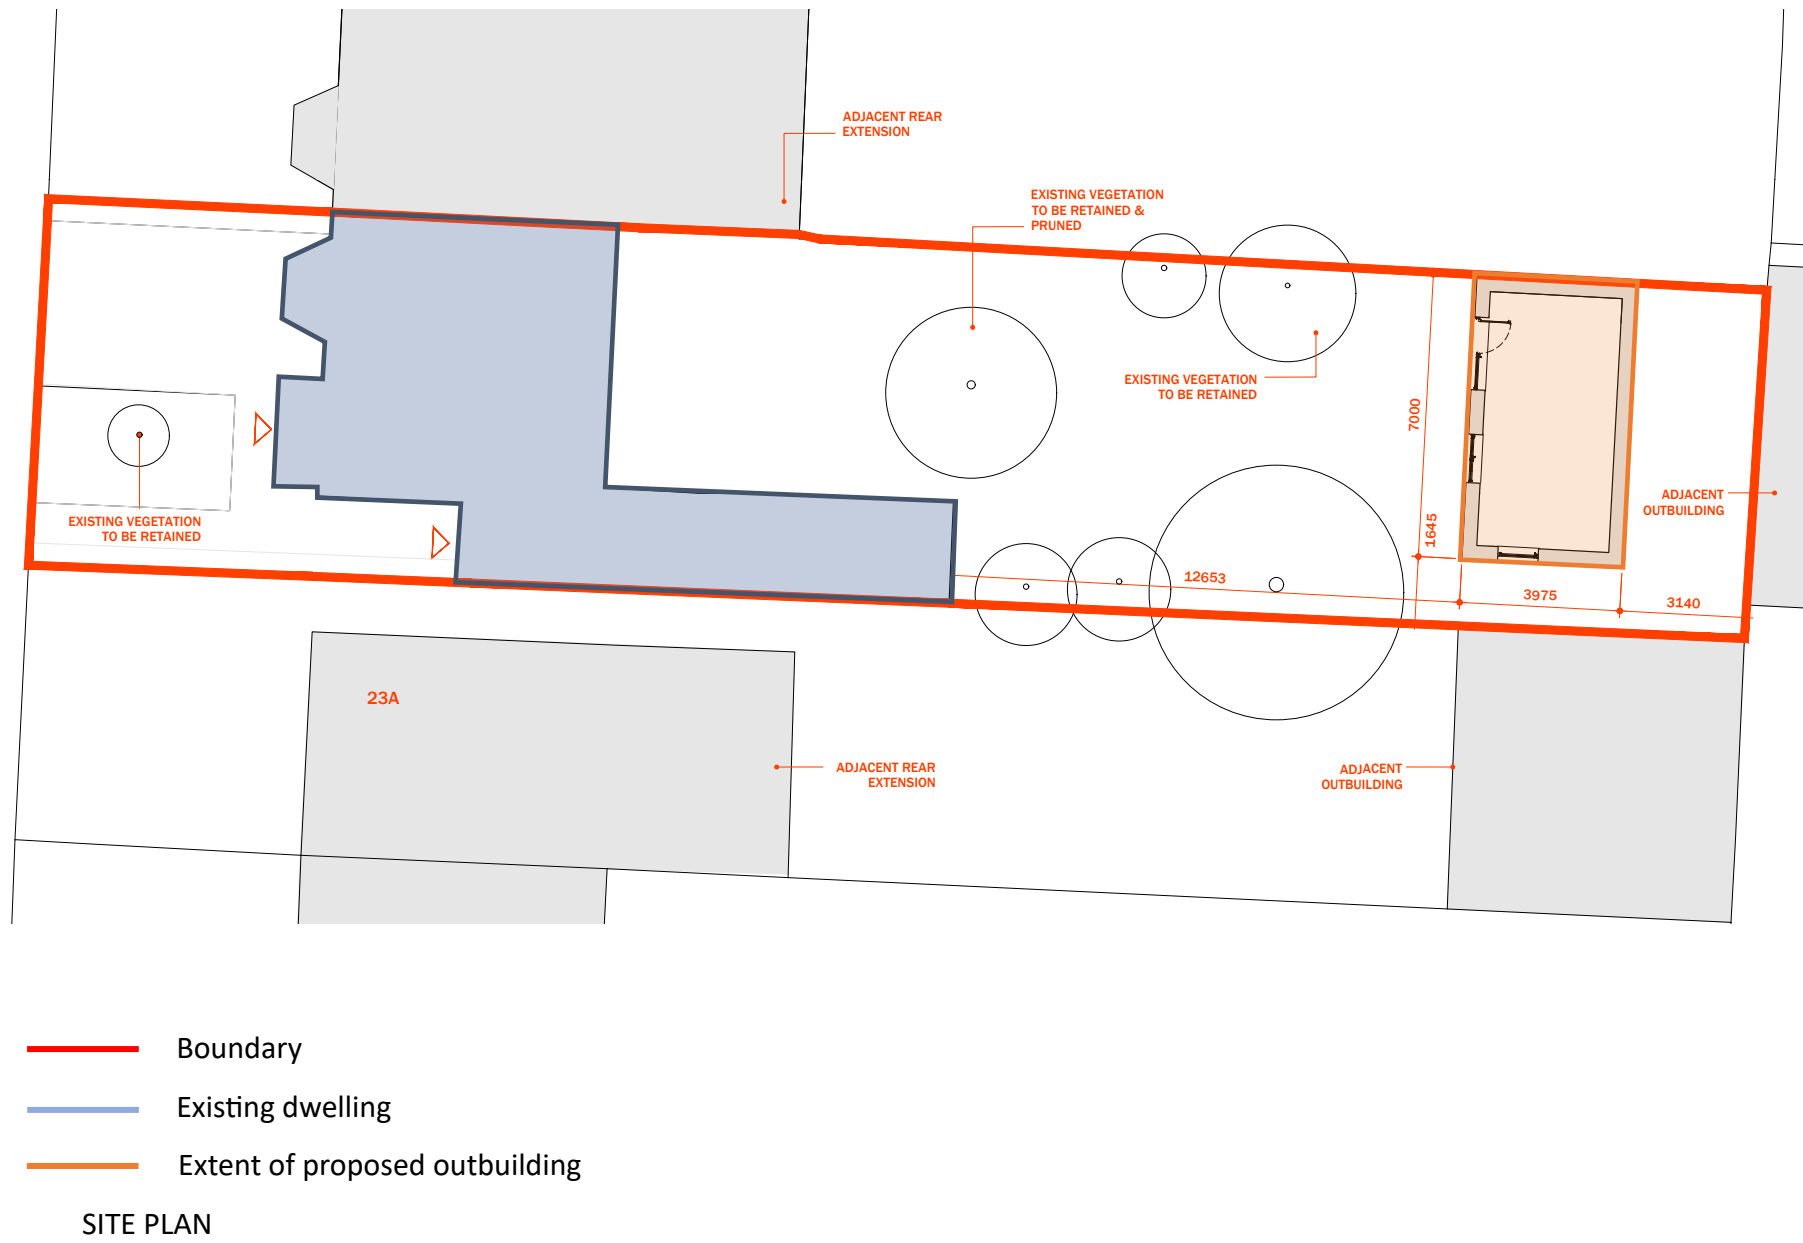 ADJACENT REAR
EXTENSION
EXISTING VEGETATION
TO BE RETAINED &
PRUNED
EXISTING VEGETATION
TO BE RETAINED
7000
1645
ADJACENT
OUTBUILDING
EXISTING VEGETATION
TO BE RETAINED
12653
3975
3140
23A
ADJACENT REAR
EXTENSION
ADJACENT
OUTBUILDING
Boundary
Existing dwelling
Extent of proposed outbuilding
SITE PLAN